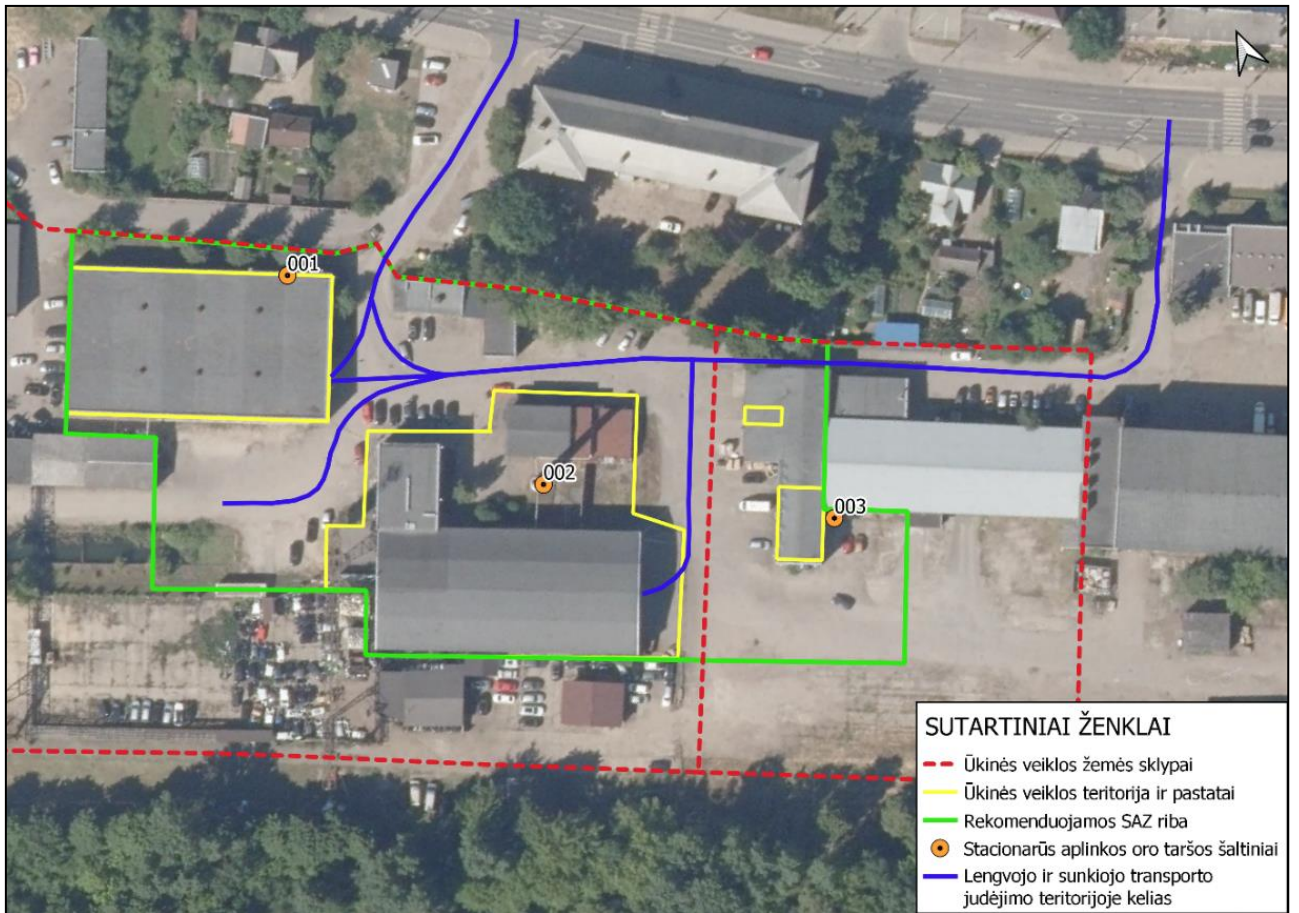 001
002
003
SUTARTINIAI ŽENKLAI
Ūkinės veiklos žemės sklypai
Ūkinės veiklos teritorija ir pastatai
Rekomenduojamos SAZ riba
Stacionarūs aplinkos oro taršos šaltiniai
Lengvojo ir sunkiojo transporto
judėjimo teritorijoje kelias